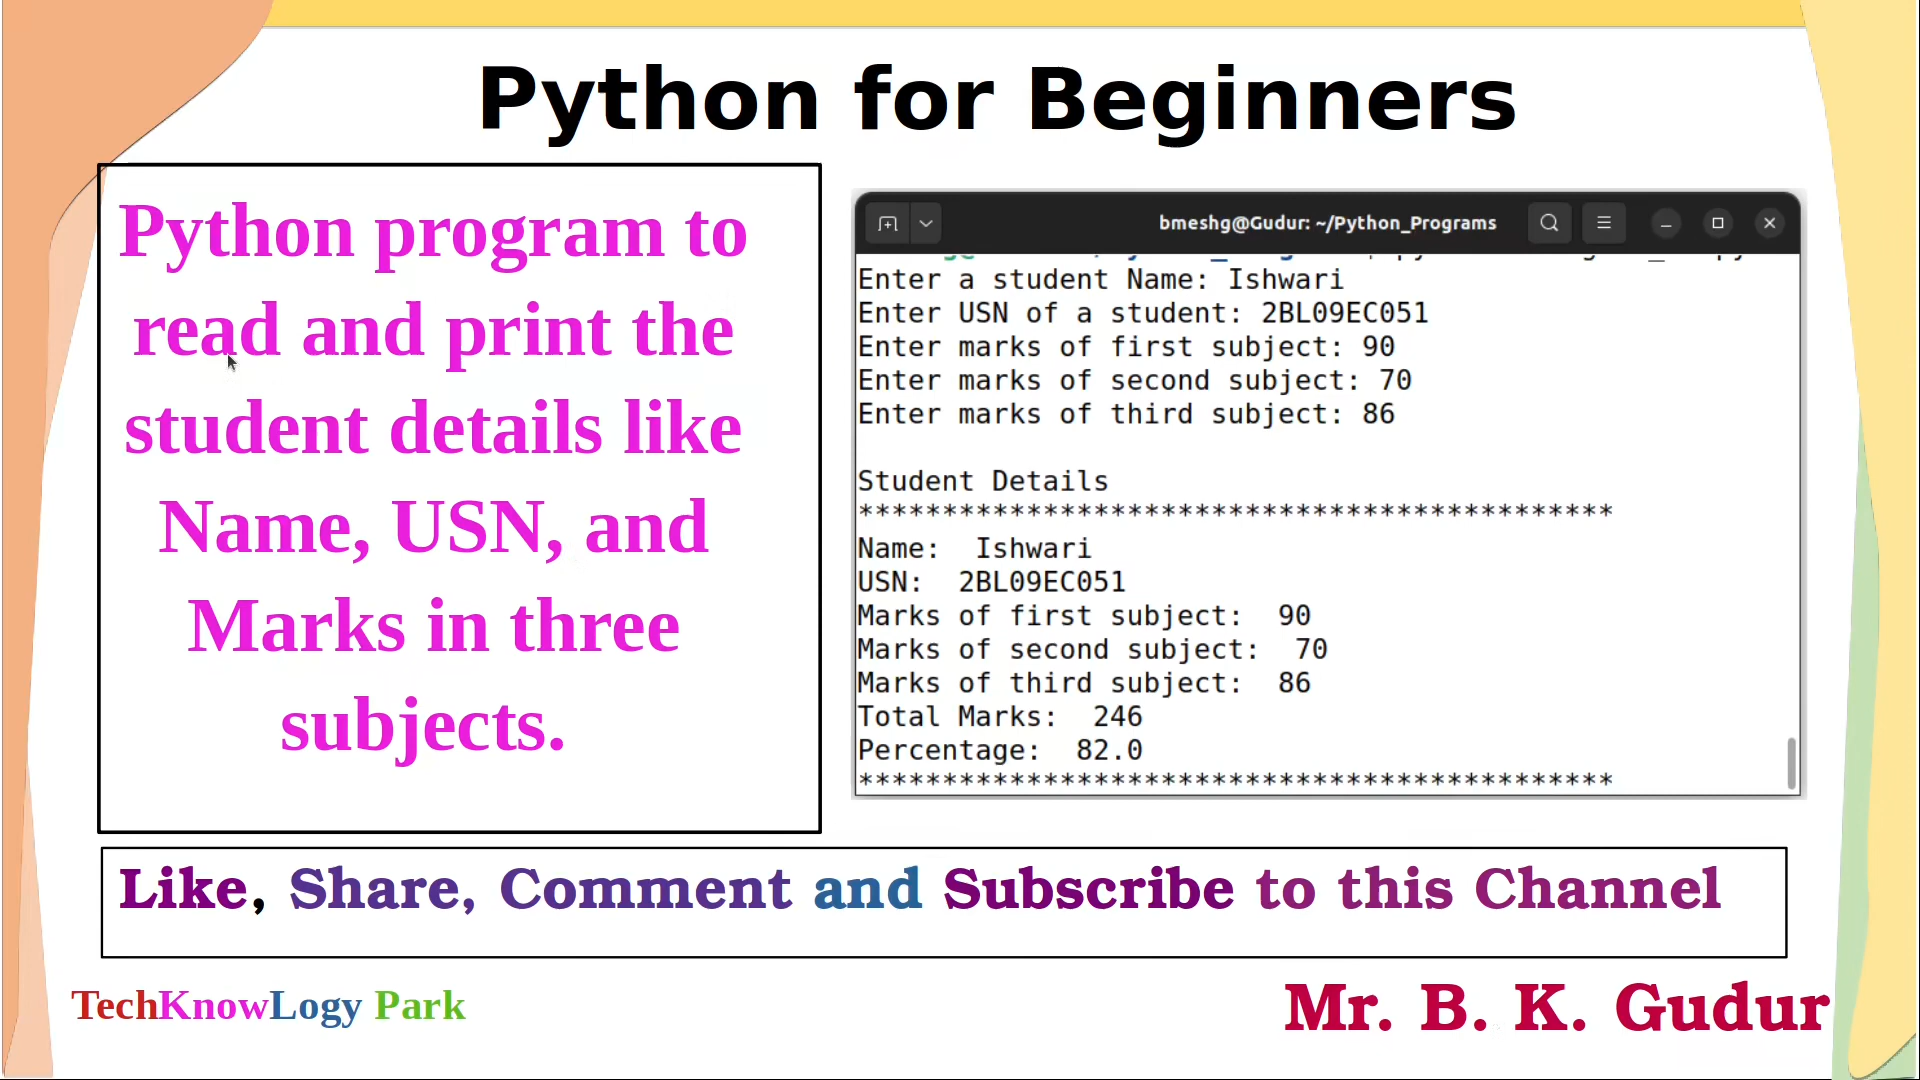 Python for Beginners
Python program to
read and print the
student details like
Name, USN, and
Marks in three
subjects.
bmeshg@Gudur: ~/Python_Programs
Enter a student Name: Ishwari
Enter USN of a student: 2BL09EC051
Enter marks of first subject: 90
Enter marks of second subject: 70
Enter marks of third subject: 86
Student Details
*********************************************
Name:  Ishwari
USN:  2BL09EC051
Marks of first subject:  90
Marks of second subject:  70
Marks of third subject:  86
Total Marks:  246
Percentage:  82.0
*********************************************
Like, Share, Comment and Subscribe to this Channel
TechKnowLogy Park
Mr. B. K. Gudur